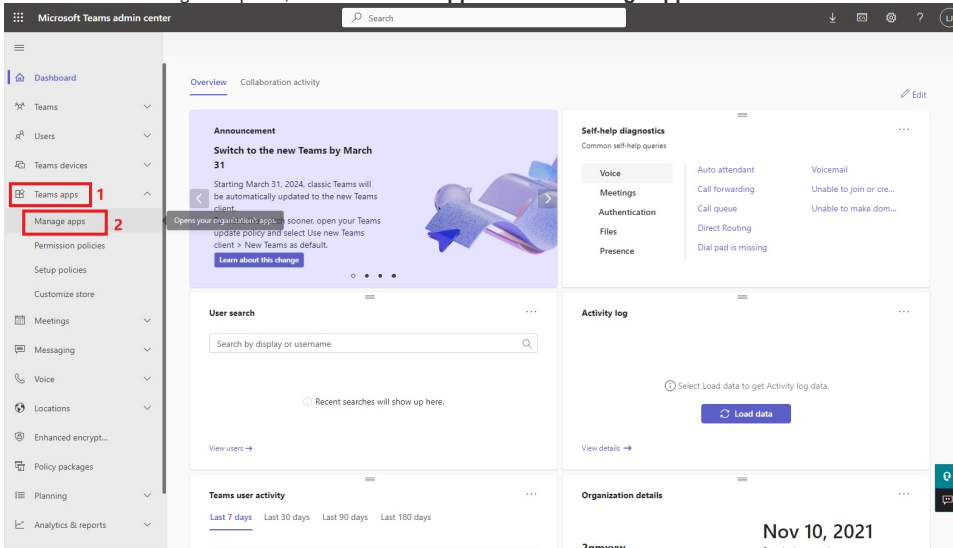 Microsoft Teams admin center
Search
?
Dashboard
Teams
Users
Teams devices
Teams apps 1
Manage apps 2
Permission policies
Setup policies
Customize store
Meetings
Messaging
Voice
Locations
Enhanced encrypt...
Policy packages
Planning
Analytics & reports
Opens your organization's apps.
Overview Collaboration activity
Edit
Announcement
Switch to the new Teams by March
31
Starting March 31, 2024, classic Teams will
be automatically updated to the new Teams
client.
sooner, open your Teams
update policy and select Use new Teams
client > New Teams as default.
Learn about this change
Self-help diagnostics
Common self-help queries
Voice
Meetings
Authentication
Files
Presence
Auto attendant
Call forwarding
Call queue
Direct Routing
Dial pad is missing
Voicemail
Unable to join or cre...
Unable to make dom...
User search
Search by display or username
Recent searches will show up here.
View users →
Activity log
Select Load data to get Activity log data.
Load data
View details →
Teams user activity
Last 7 days Last 30 days Last 90 days Last 180 days
Organization details
Nov 10, 2021